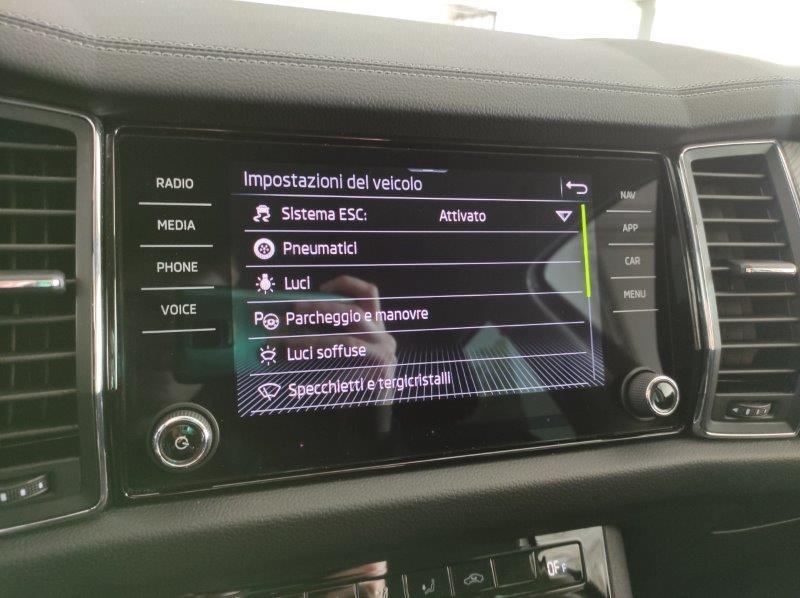 RADIO
MEDIA
PHONE
VOICE
Impostazioni del veicolo
Sistema ESC: Attivato
Pneumatici
Luci
Parcheggio e manovre
Luci soffuse
Specchietti e tergicristalli
NAV
APP
CAR
MENU
OFF